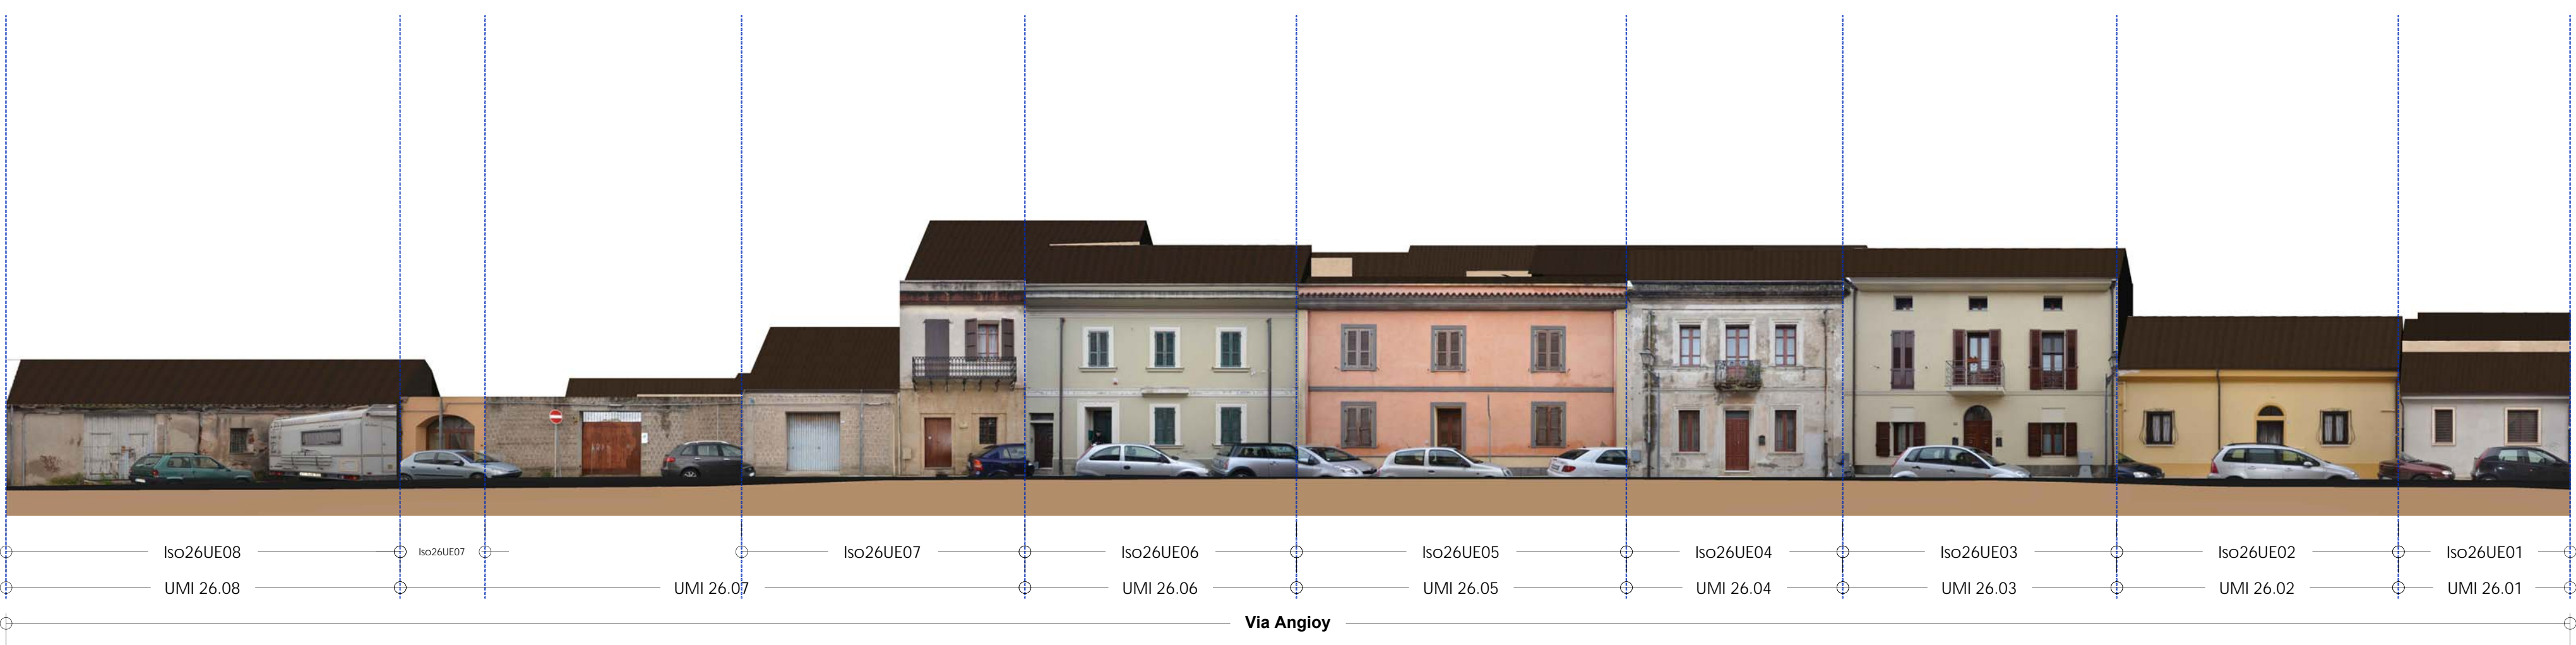 Iso26UE08 Iso26UE07 Iso26UE07 Iso26UE06 Iso26UE05 Iso26UE04 Iso26UE03 Iso26UE02 Iso26UE01
UMI 26.08 UMI 26.07 UMI 26.06 UMI 26.05 UMI 26.04 UMI 26.03 UMI 26.02 UMI 26.01
Via Angioy